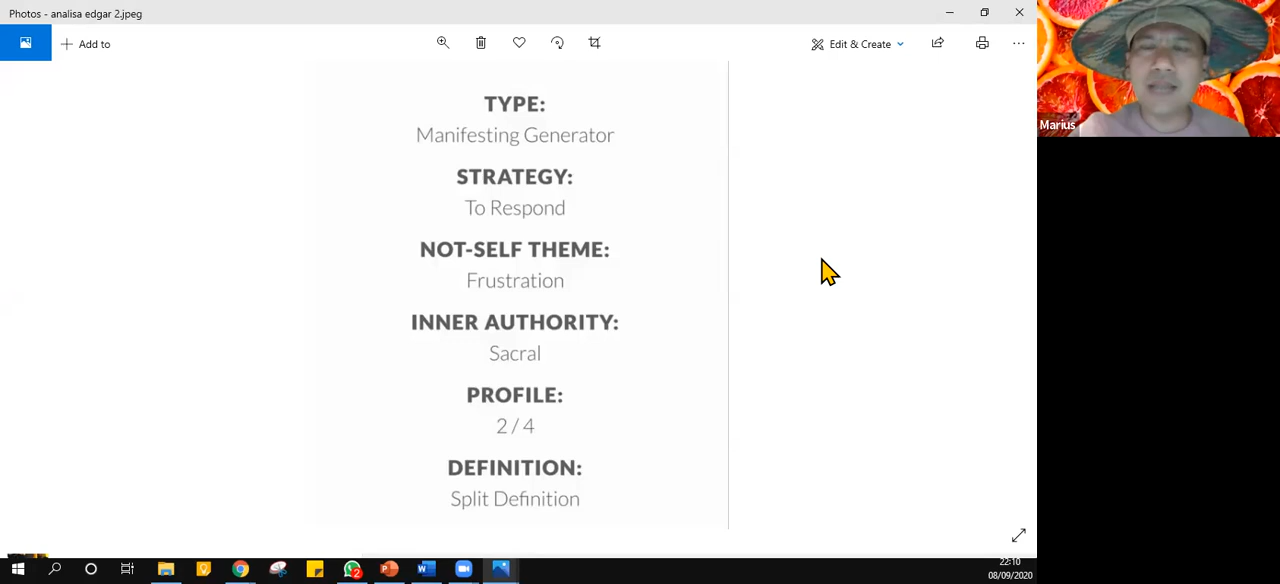 Photos - analisa edgar 2.jpeg
Add to
Edit & Create
Marius
TYPE:
Manifesting Generator
STRATEGY:
To Respond
NOT-SELF THEME:
Frustration
INNER AUTHORITY:
Sacral
PROFILE:
2 / 4
DEFINITION:
Split Definition
2
22:10
08/09/2020